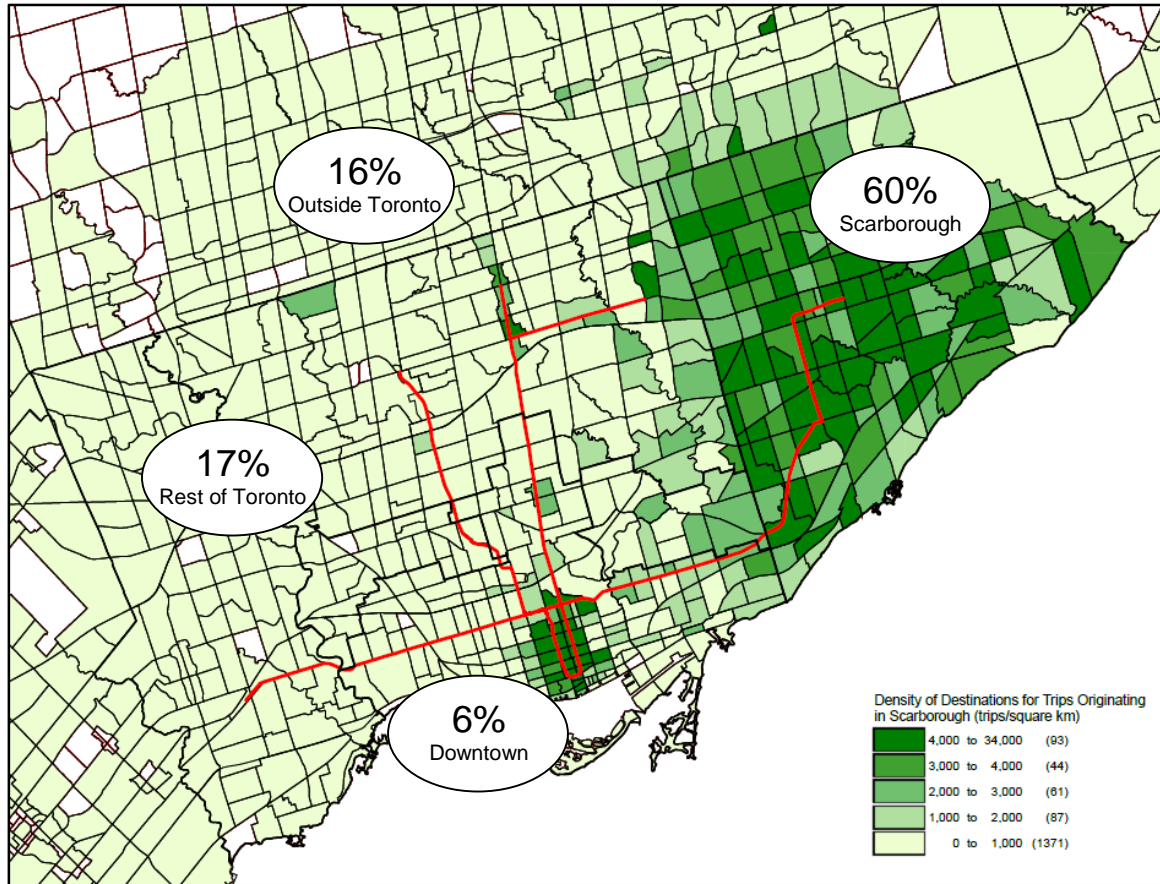 16%
Outside Toronto
60%
Scarborough
17%
Rest of Toronto
6%
Downtown
Density of Destinations for Trips Originating
in Scarborough (trips/square km)
4,000 to 34,000 (93)
3,000 to 4,000 (44)
2,000 to 3,000 (61)
1,000 to 2,000 (87)
0 to 1,000 (1371)